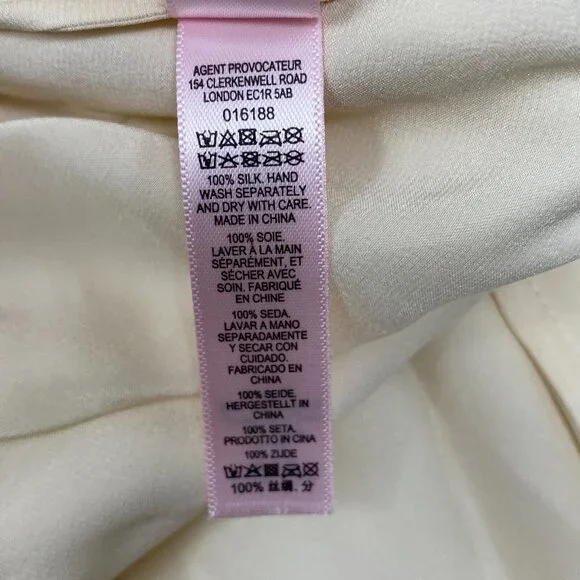 AGENT PROVOCATEUR
154 CLERKENWELL ROAD
LONDON EC1R 5AB
016188
100% SILK. HAND
WASH SEPARATELY
AND DRY WITH CARE.
MADE IN CHINA
100% SOIE.
LAVER À LA MAIN
SÉPARÉMENT, ET
SÉCHER AVEC
SOIN. FABRIQUÉ
EN CHINE
100% SEDA.
LAVAR A MANO
SEPARADAMENTE
Y SECAR CON
CUIDADO.
FABRICADO EN
CHINA
100% SEIDE.
HERGESTELLT IN
CHINA
100% SETA.
PRODOTTO IN CINA
100% ZIJDE
100% 丝绸. 分